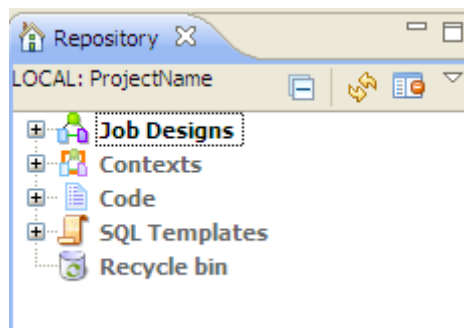 Repository
LOCAL: ProjectName
Job Designs
Contexts
Code
SQL Templates
Recycle bin